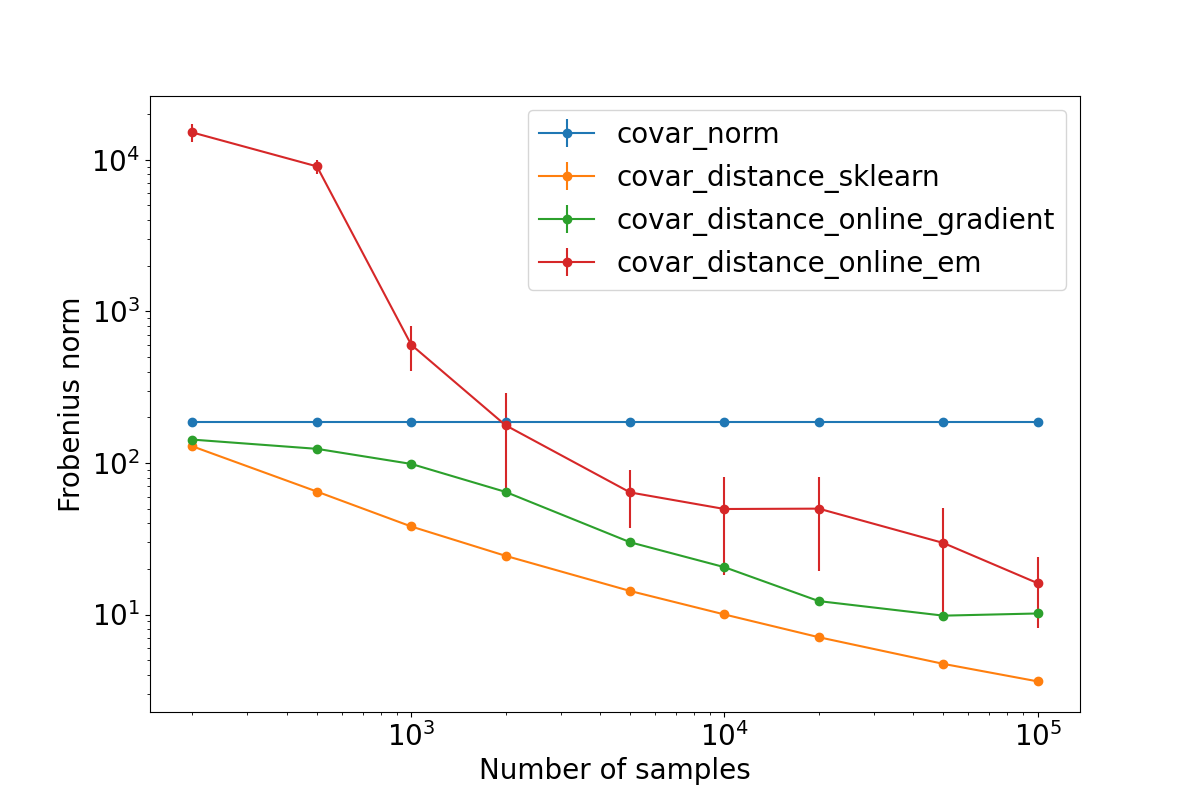 covar_norm
covar_distance_sklearn
covar_distance_online_gradient
covar_distance_online_em
Frobenius norm
10⁴
10³
10²
10¹
10³ 10⁴ 10⁵
Number of samples